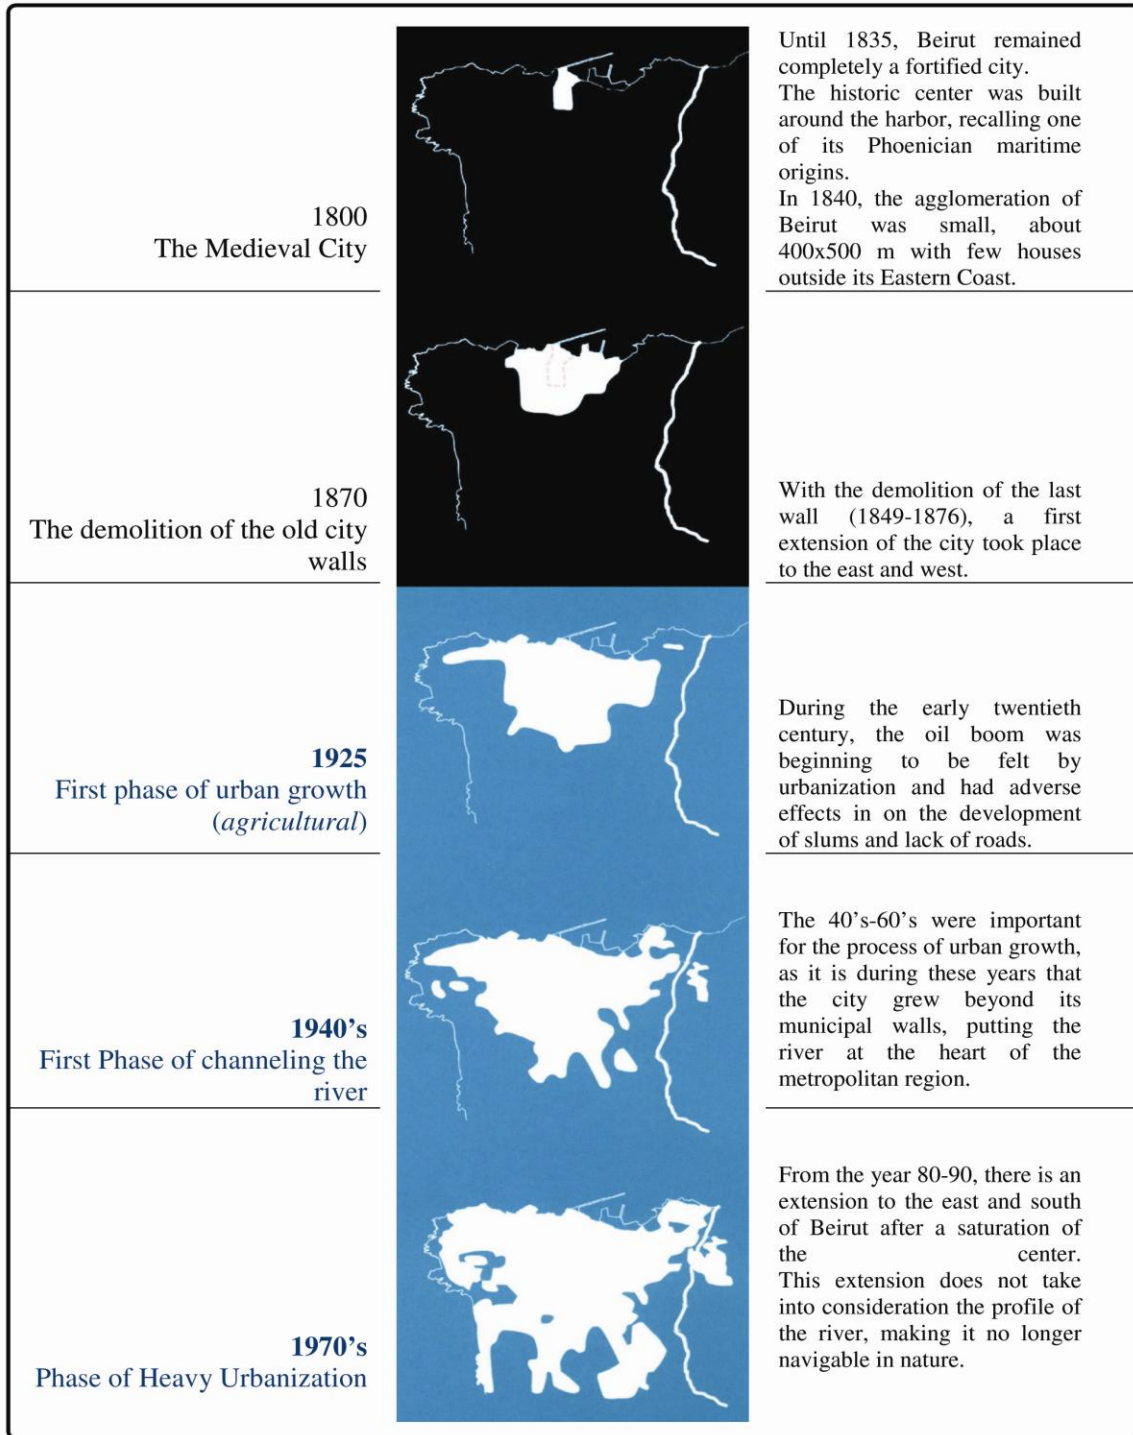 1800
The Medieval City
Until 1835, Beirut remained
completely a fortified city.
The historic center was built
around the harbor, recalling one
of its Phoenician maritime
origins.
In 1840, the agglomeration of
Beirut was small, about
400x500 m with few houses
outside its Eastern Coast.
1870
The demolition of the old city
walls
With the demolition of the last
wall (1849-1876), a first
extension of the city took place
to the east and west.
1925
First phase of urban growth
(agricultural)
During the early twentieth
century, the oil boom was
beginning to be felt by
urbanization and had adverse
effects in on the development
of slums and lack of roads.
1940’s
First Phase of channeling the
river
The 40’s-60’s were important
for the process of urban growth,
as it is during these years that
the city grew beyond its
municipal walls, putting the
river at the heart of the
metropolitan region.
1970’s
Phase of Heavy Urbanization
From the year 80-90, there is an
extension to the east and south
of Beirut after a saturation of
the center.
This extension does not take
into consideration the profile of
the river, making it no longer
navigable in nature.